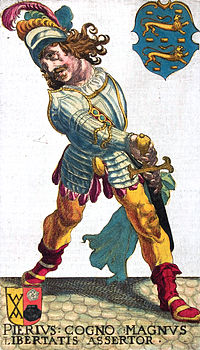 PIERIVS· COGNO MAGNVS
LIBERTATIS ASSERTOR·